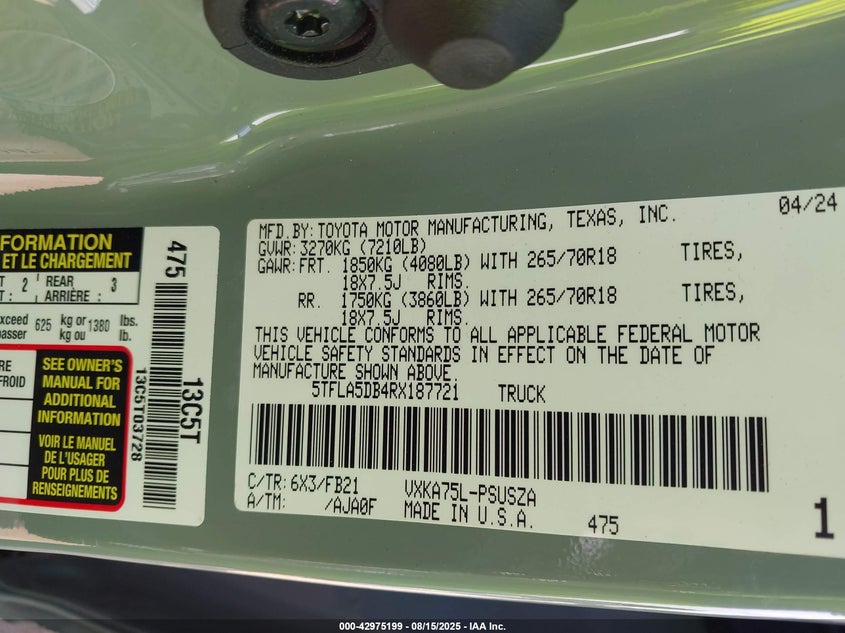 FORMATION
ET LE CHARGEMENT
2 REAR 3
ARRIÈRE :
xceed 625 kg or 1380 lbs.
passer kg ou lb.
RE
FROID
SEE OWNER'S
MANUAL FOR
ADDITIONAL
INFORMATION
VOIR LE MANUEL
DE L'USAGER
POUR PLUS DE
RENSEIGNEMENTS
475
13C5T03728
13C5T
MFD.BY:TOYOTA MOTOR MANUFACTURING, TEXAS, INC. 04/24
GVWR:3270KG (7210LB)
GAWR:FRT. 1850KG (4080LB) WITH 265/70R18 TIRES,
18X7.5J RIMS.
RR. 1750KG (3860LB) WITH 265/70R18 TIRES,
18X7.5J RIMS.
THIS VEHICLE CONFORMS TO ALL APPLICABLE FEDERAL MOTOR
VEHICLE SAFETY STANDARDS IN EFFECT ON THE DATE OF
MANUFACTURE SHOWN ABOVE.
5TFLA5DB4RX187721 TRUCK
C/TR:6X3/FB21 VXKA75L-PSUSZA
A/TM: /AJA0F MADE IN U.S.A. 475
1
000-42975199 - 08/15/2025 - IAA Inc.